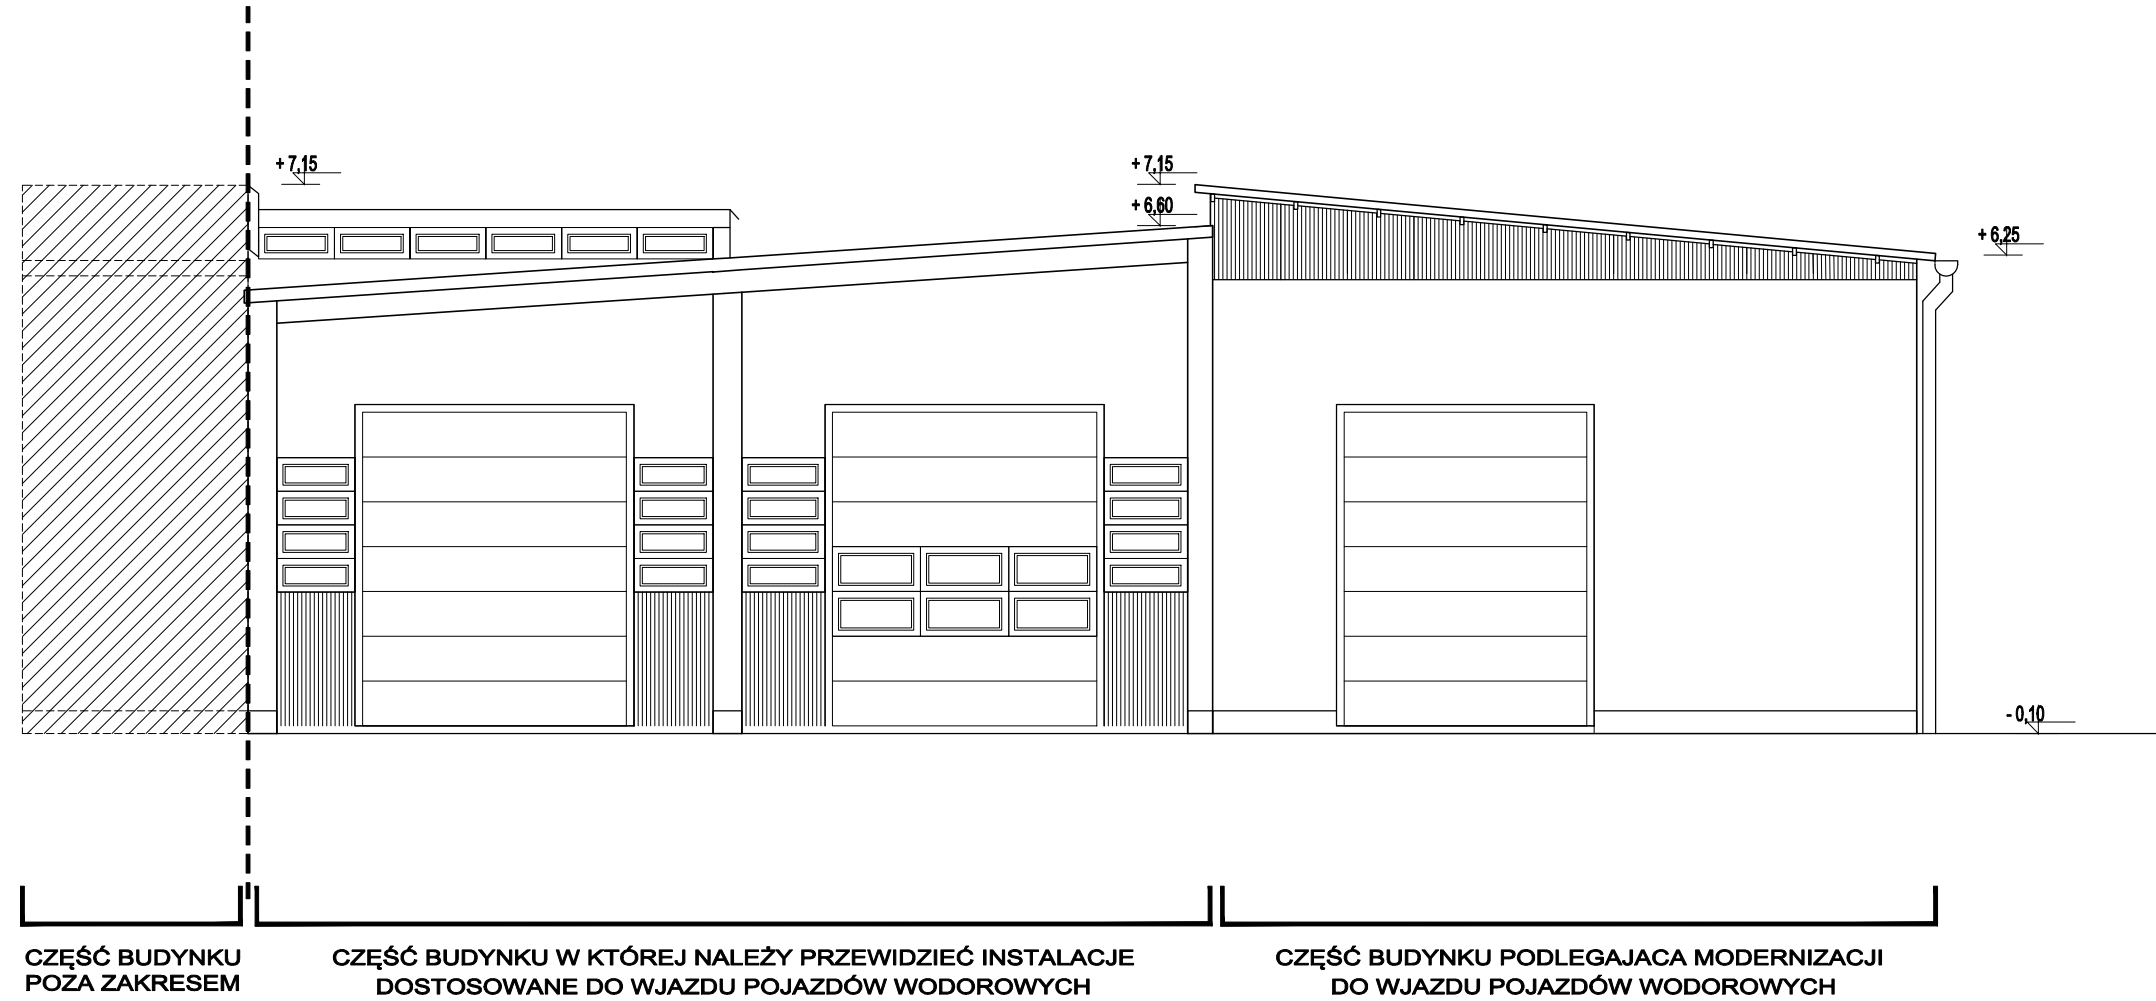 + 7,15
+ 7,15
+ 6,60
+ 6,25
- 0,10
CZĘŚĆ BUDYNKU
POZA ZAKRESEM
CZĘŚĆ BUDYNKU W KTÓREJ NALEŻY PRZEWIDZIEĆ INSTALACJE
DOSTOSOWANE DO WJAZDU POJAZDÓW WODOROWYCH
CZĘŚĆ BUDYNKU PODLEGAJACA MODERNIZACJI
DO WJAZDU POJAZDÓW WODOROWYCH